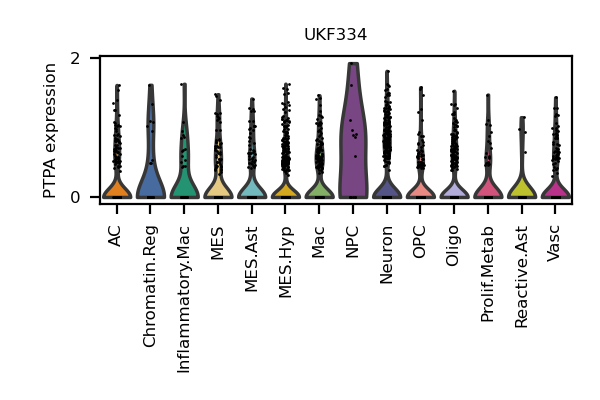 UKF334
PTPA expression
2
0
AC
Chromatin.Reg
Inflammatory.Mac
MES
MES.Ast
MES.Hyp
Mac
NPC
Neuron
OPC
Oligo
Prolif.Metab
Reactive.Ast
Vasc